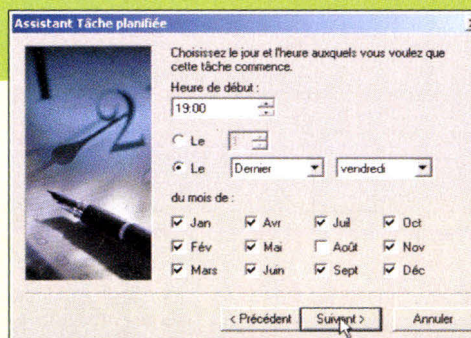 Assistant Tâche planifiée
Choisissez le jour et l'heure auxquels vous voulez que
cette tâche commence.
Heure de début :
19:00
Le 1
Le Dernier vendredi
du mois de :
Jan Avr Juil Oct
Fév Mai Août Nov
Mars Juin Sept Déc
< Précédent Suivant > Annuler